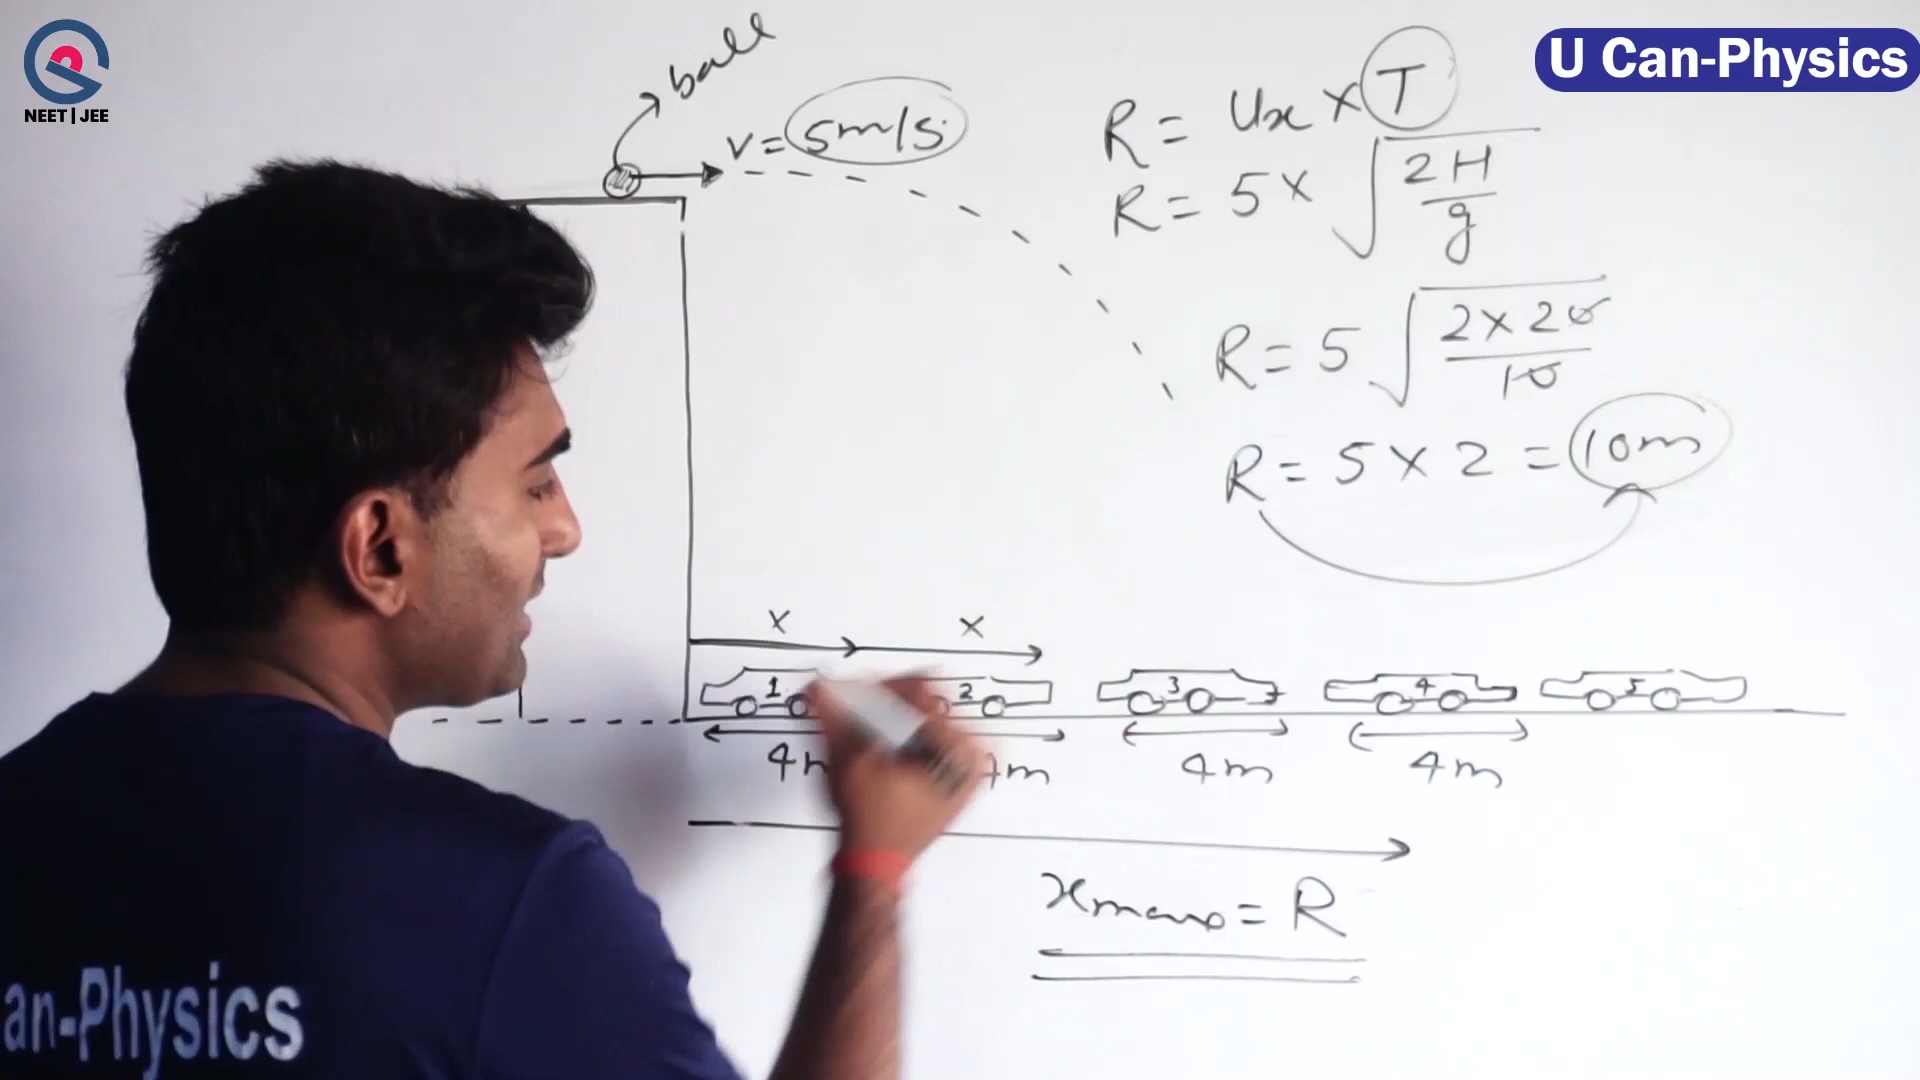 NEET|JEE
U Can-Physics
ball
v = 5m/s
R = Ux × T
R = 5 × √2H/g
R = 5 √2×20/10
R = 5 × 2 = 10m
x x
1 2 3 4 5
4m 4m 4m
xmax = R
an-Physics